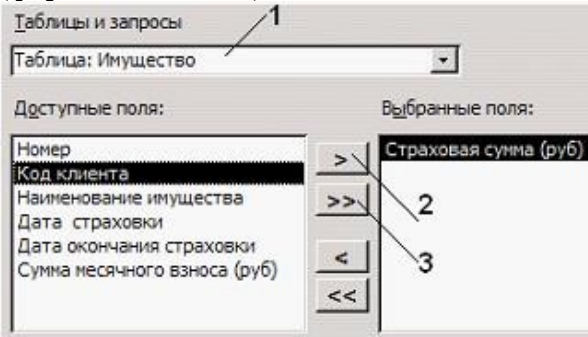 Таблицы и запросы
1
Таблица: Имущество
Доступные поля:
Выбранные поля:
Номер
Код клиента
Наименование имущества
Дата страховки
Дата окончания страховки
Сумма месячного взноса (руб)
>
>>
<
<<
Страховая сумма (руб)
2
3